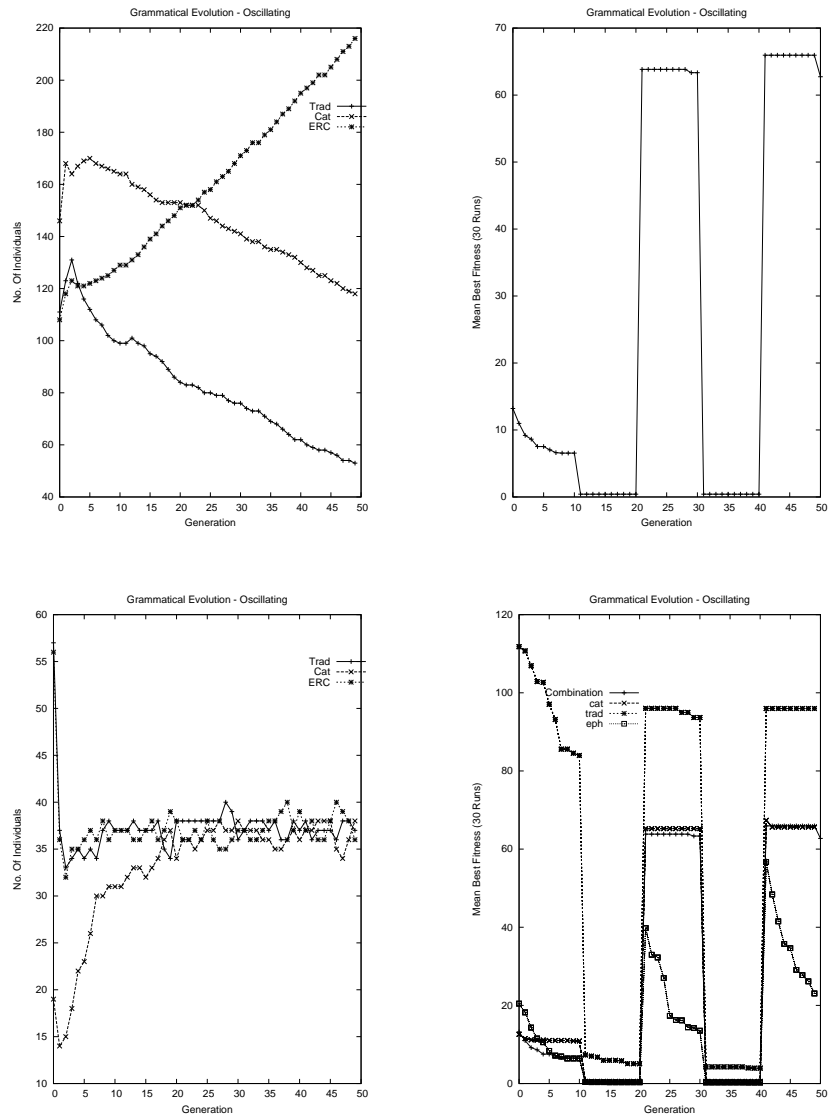 Grammatical Evolution - Oscillating
220
200
180
160
140
120
100
80
60
40
No. Of Individuals
Trad
Cat
ERC
0 5 10 15 20 25 30 35 40 45 50
Generation
Grammatical Evolution - Oscillating
70
60
50
40
30
20
10
0
Mean Best Fitness (30 Runs)
0 5 10 15 20 25 30 35 40 45 50
Generation
Grammatical Evolution - Oscillating
60
55
50
45
40
35
30
25
20
15
10
No. Of Individuals
Trad
Cat
ERC
0 5 10 15 20 25 30 35 40 45 50
Generation
Grammatical Evolution - Oscillating
120
100
80
60
40
20
0
Mean Best Fitness (30 Runs)
Combination
cat
trad
eph
0 5 10 15 20 25 30 35 40 45 50
Generation